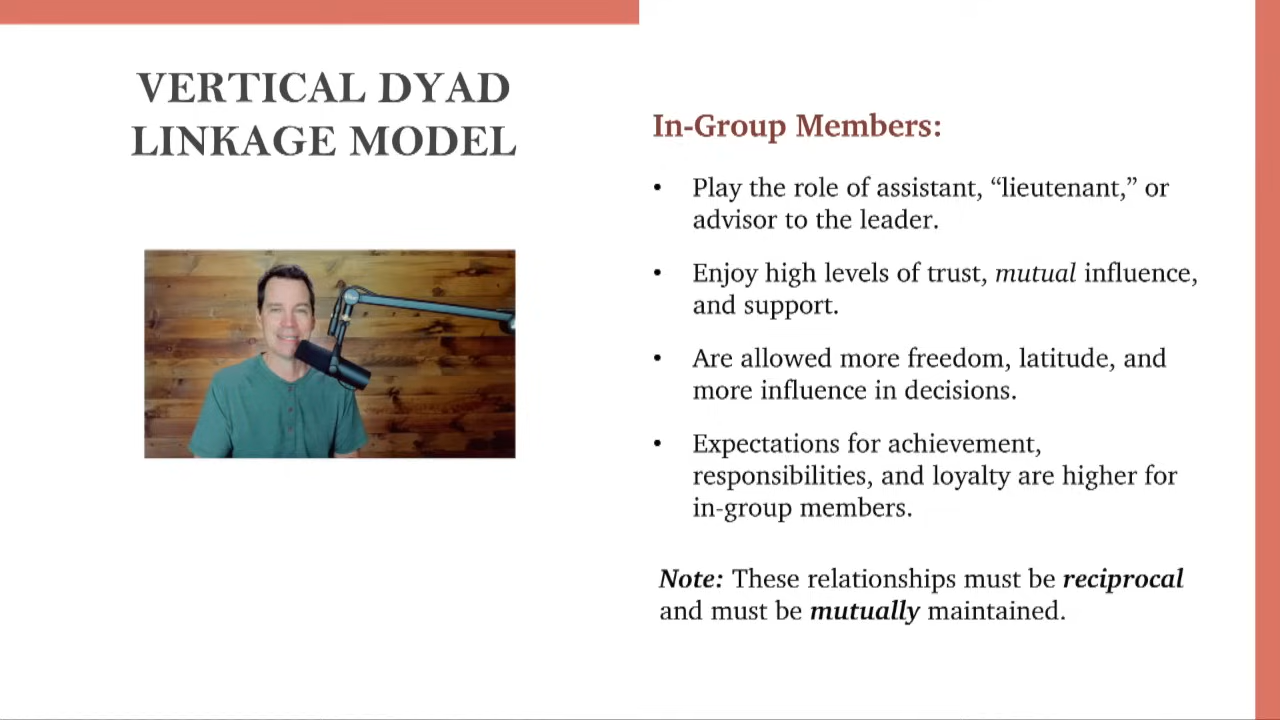 VERTICAL DYAD
LINKAGE MODEL
In-Group Members:
• Play the role of assistant, “lieutenant,” or
advisor to the leader.
• Enjoy high levels of trust, mutual influence,
and support.
• Are allowed more freedom, latitude, and
more influence in decisions.
• Expectations for achievement,
responsibilities, and loyalty are higher for
in-group members.
Note: These relationships must be reciprocal
and must be mutually maintained.